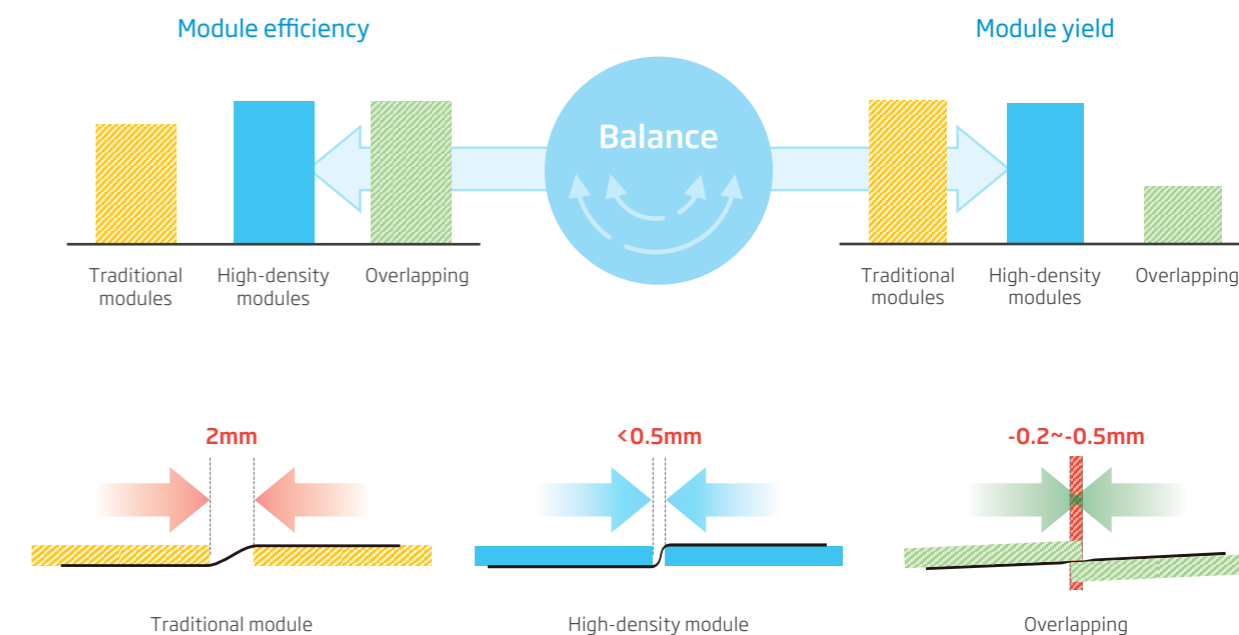 Module efficiency
Module yield
Balance
Traditional
modules
High-density
modules
Overlapping
Traditional
modules
High-density
modules
Overlapping
2mm
<0.5mm
-0.2~-0.5mm
Traditional module
High-density module
Overlapping